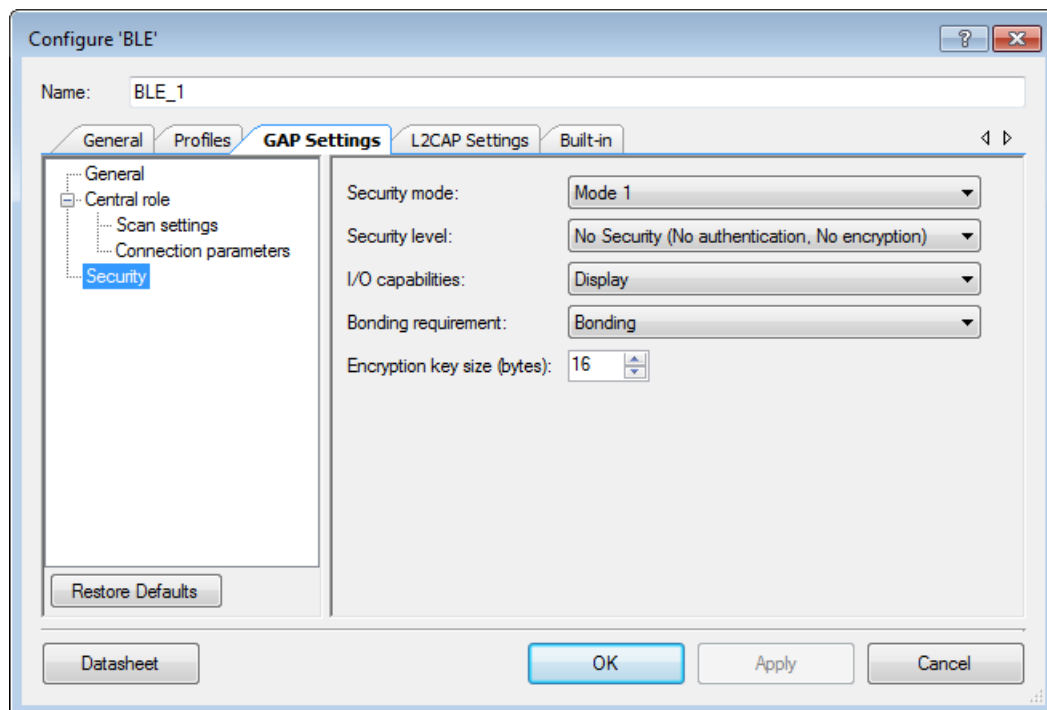 Configure 'BLE'
Name: BLE_1
General Profiles GAP Settings L2CAP Settings Built-in
General
Central role
Scan settings
Connection parameters
Security
Restore Defaults
Security mode: Mode 1
Security level: No Security (No authentication, No encryption)
I/O capabilities: Display
Bonding requirement: Bonding
Encryption key size (bytes): 16
Datasheet OK Apply Cancel